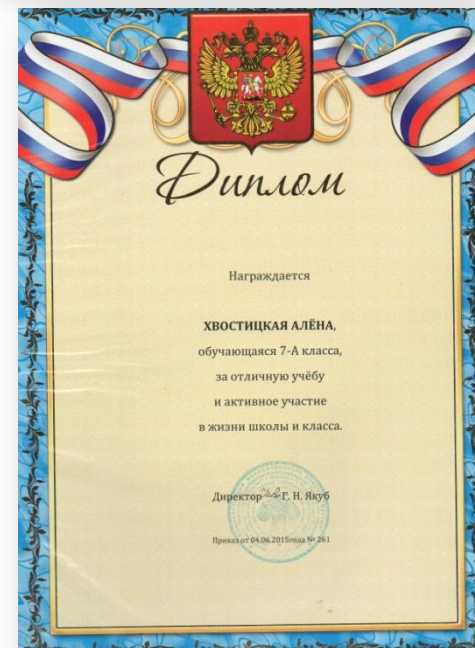 Диплом
Награждается
ХВОСТИЦКАЯ АЛЁНА,
обучающаяся 7-А класса,
за отличную учёбу
и активное участие
в жизни школы и класса.
Директор Г. Н. Якуб
Приказ от 04.06.2015года № 261